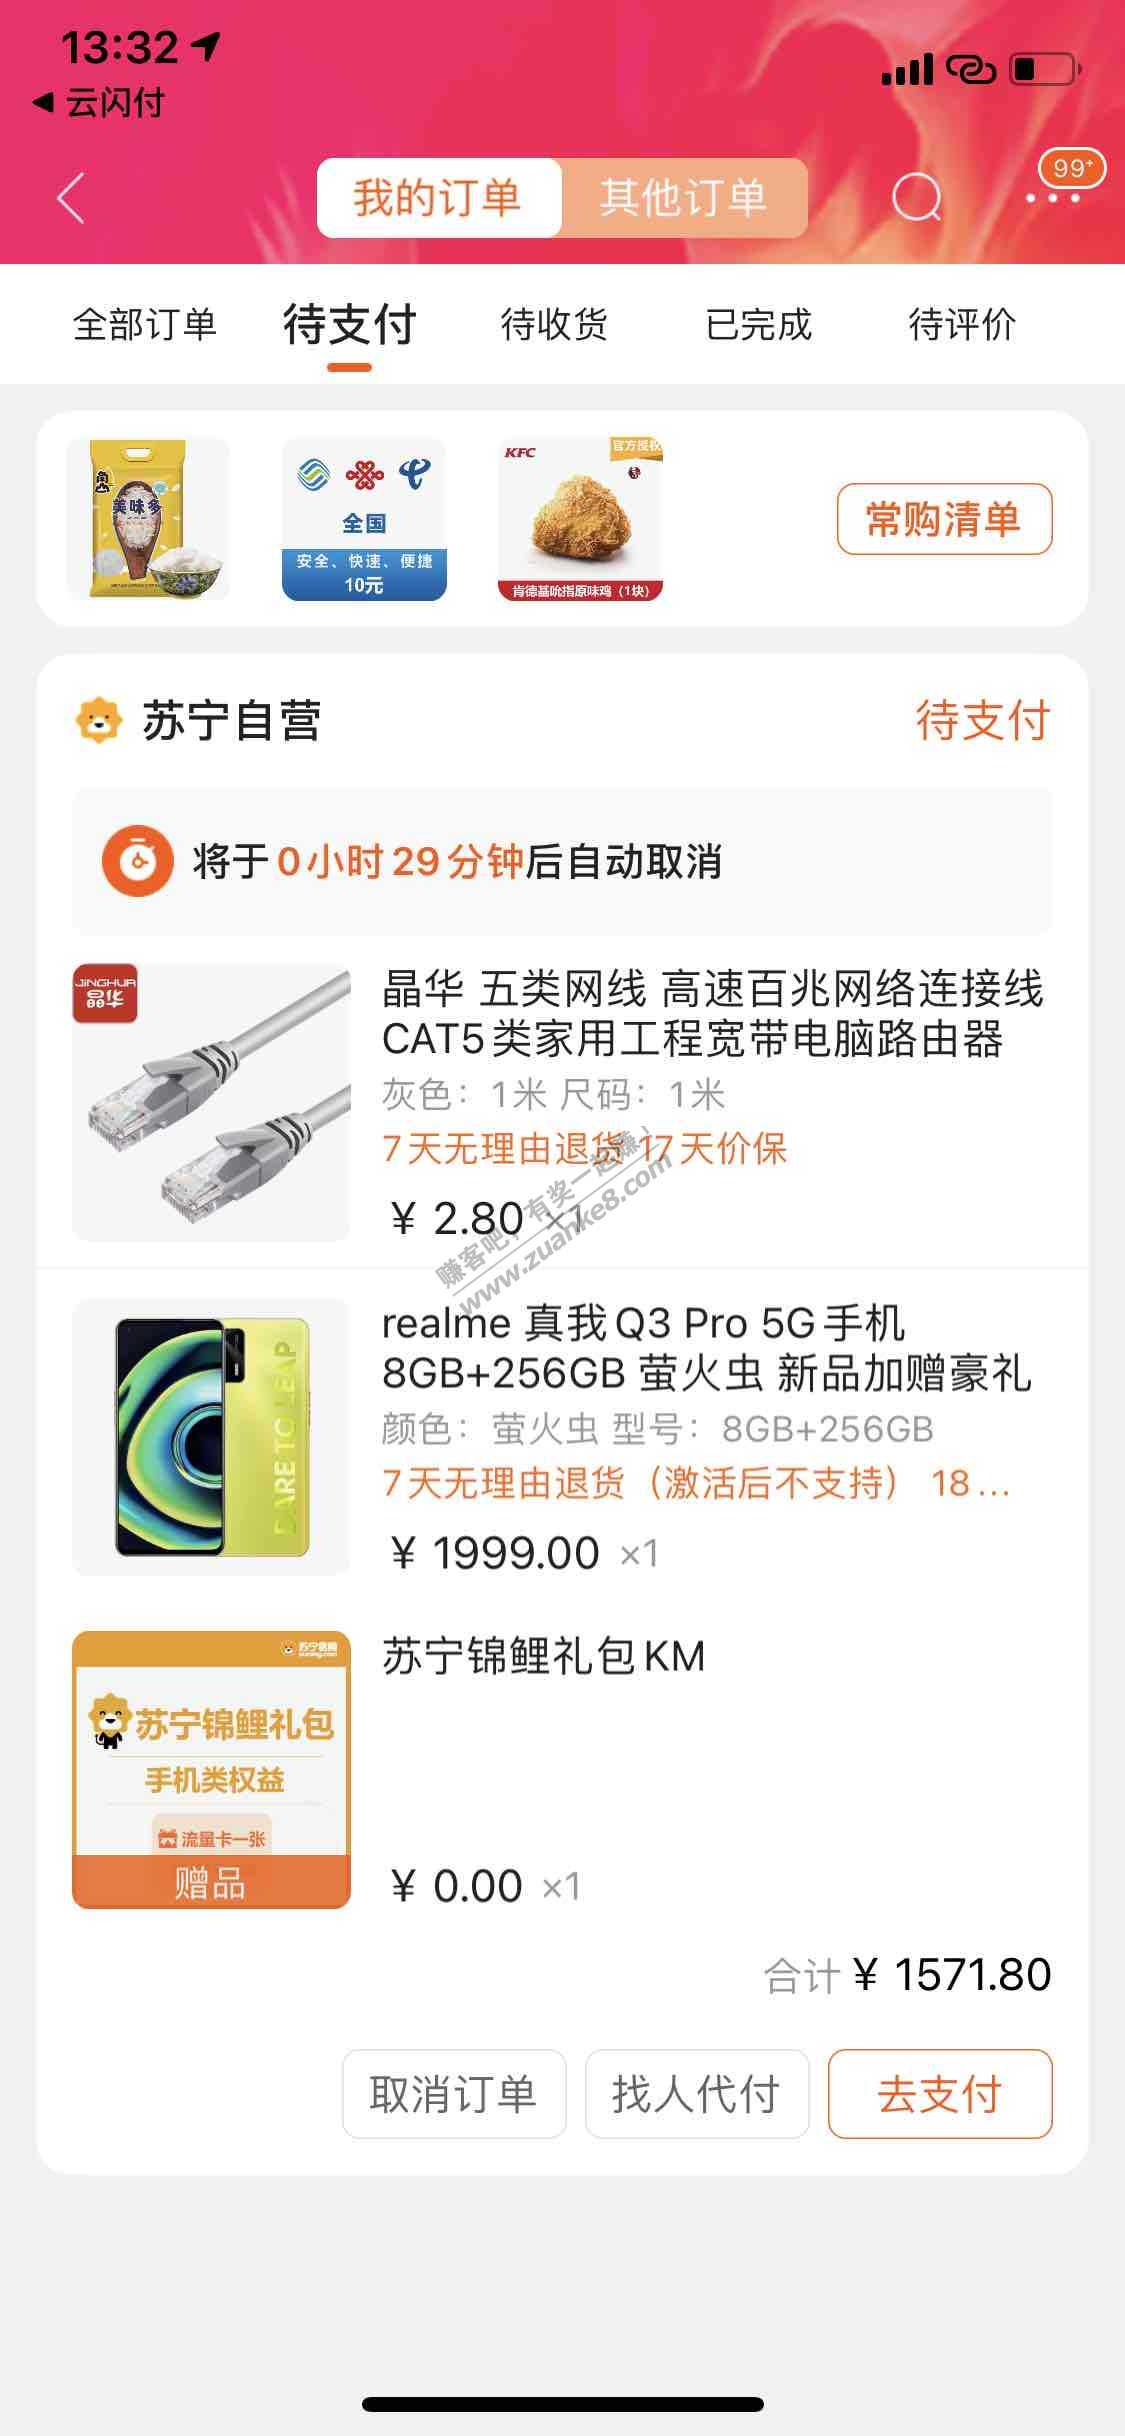 13:32
云闪付
我的订单
其他订单
99+
全部订单
待支付
待收货
已完成
待评价
美味多
全国
安全、快速、便捷
10元
KFC
官方授权
肯德基吮指原味鸡（1块）
常购清单
苏宁自营
待支付
将于0小时29分钟后自动取消
JINGHUA
晶华
晶华 五类网线 高速百兆网络连接线
CAT5类家用工程宽带电脑路由器
灰色：1米 尺码：1米
7天无理由退货 17天价保
¥ 2.80 ×1
赚客吧，有奖一起赚！
www.zuanke8.com
DARE TO LEAP
realme 真我Q3 Pro 5G手机
8GB+256GB 萤火虫 新品加赠豪礼
颜色：萤火虫 型号：8GB+256GB
7天无理由退货（激活后不支持） 18...
¥ 1999.00 ×1
苏宁易购
suning.com
苏宁锦鲤礼包
手机类权益
流量卡一张
赠品
苏宁锦鲤礼包KM
¥ 0.00 ×1
合计 ¥ 1571.80
取消订单
找人代付
去支付